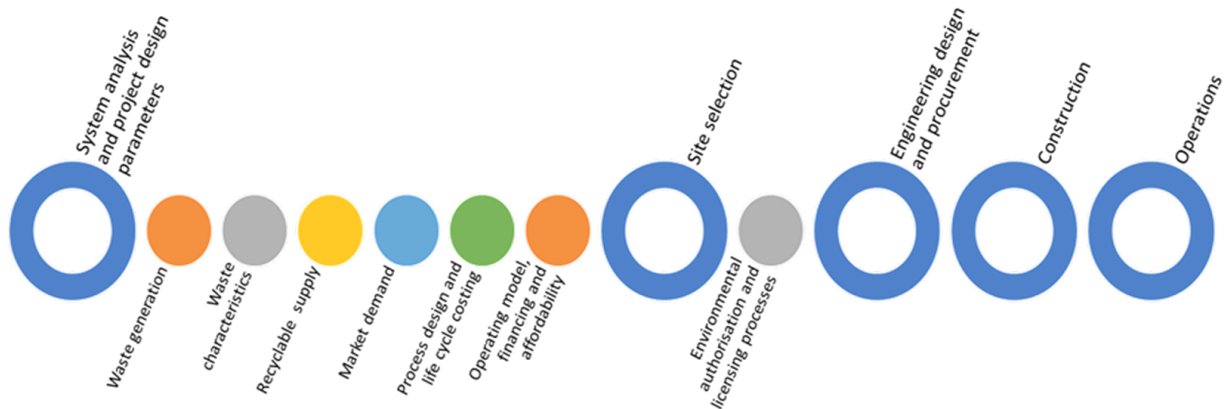 System analysis
and project design
parameters
Waste generation
Waste
characteristics
Recyclable supply
Market demand
Process design and
life cycle costing
Operating model,
financing and
affordability
Site selection
Environmental
authorisation and
licensing processes
Engineering design
and procurement
Construction
Operations